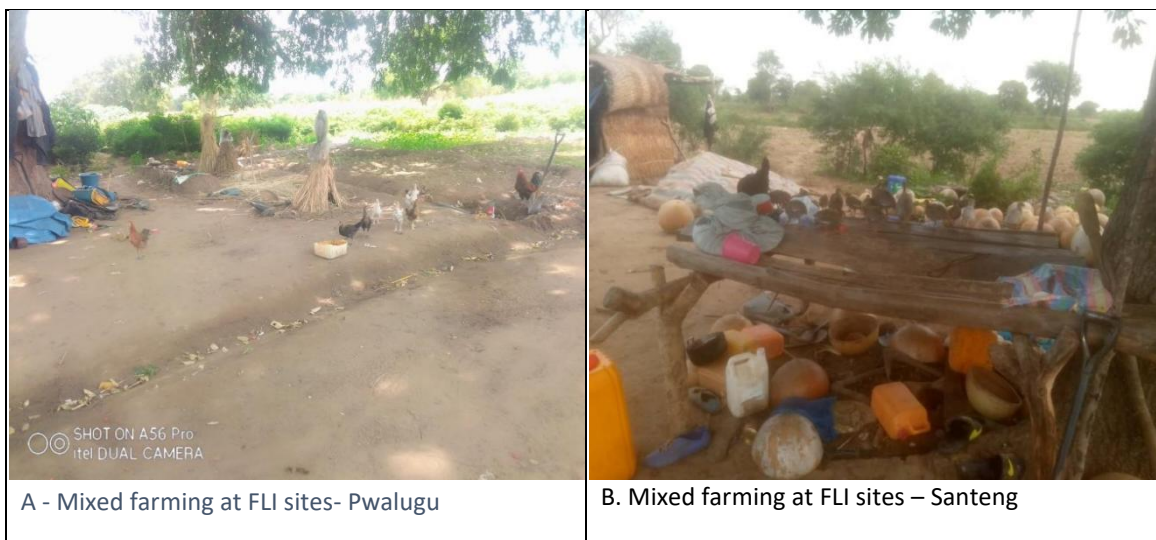 SHOT ON A56 Pro
itel DUAL CAMERA
A - Mixed farming at FLI sites- Pwalugu
B. Mixed farming at FLI sites – Santeng